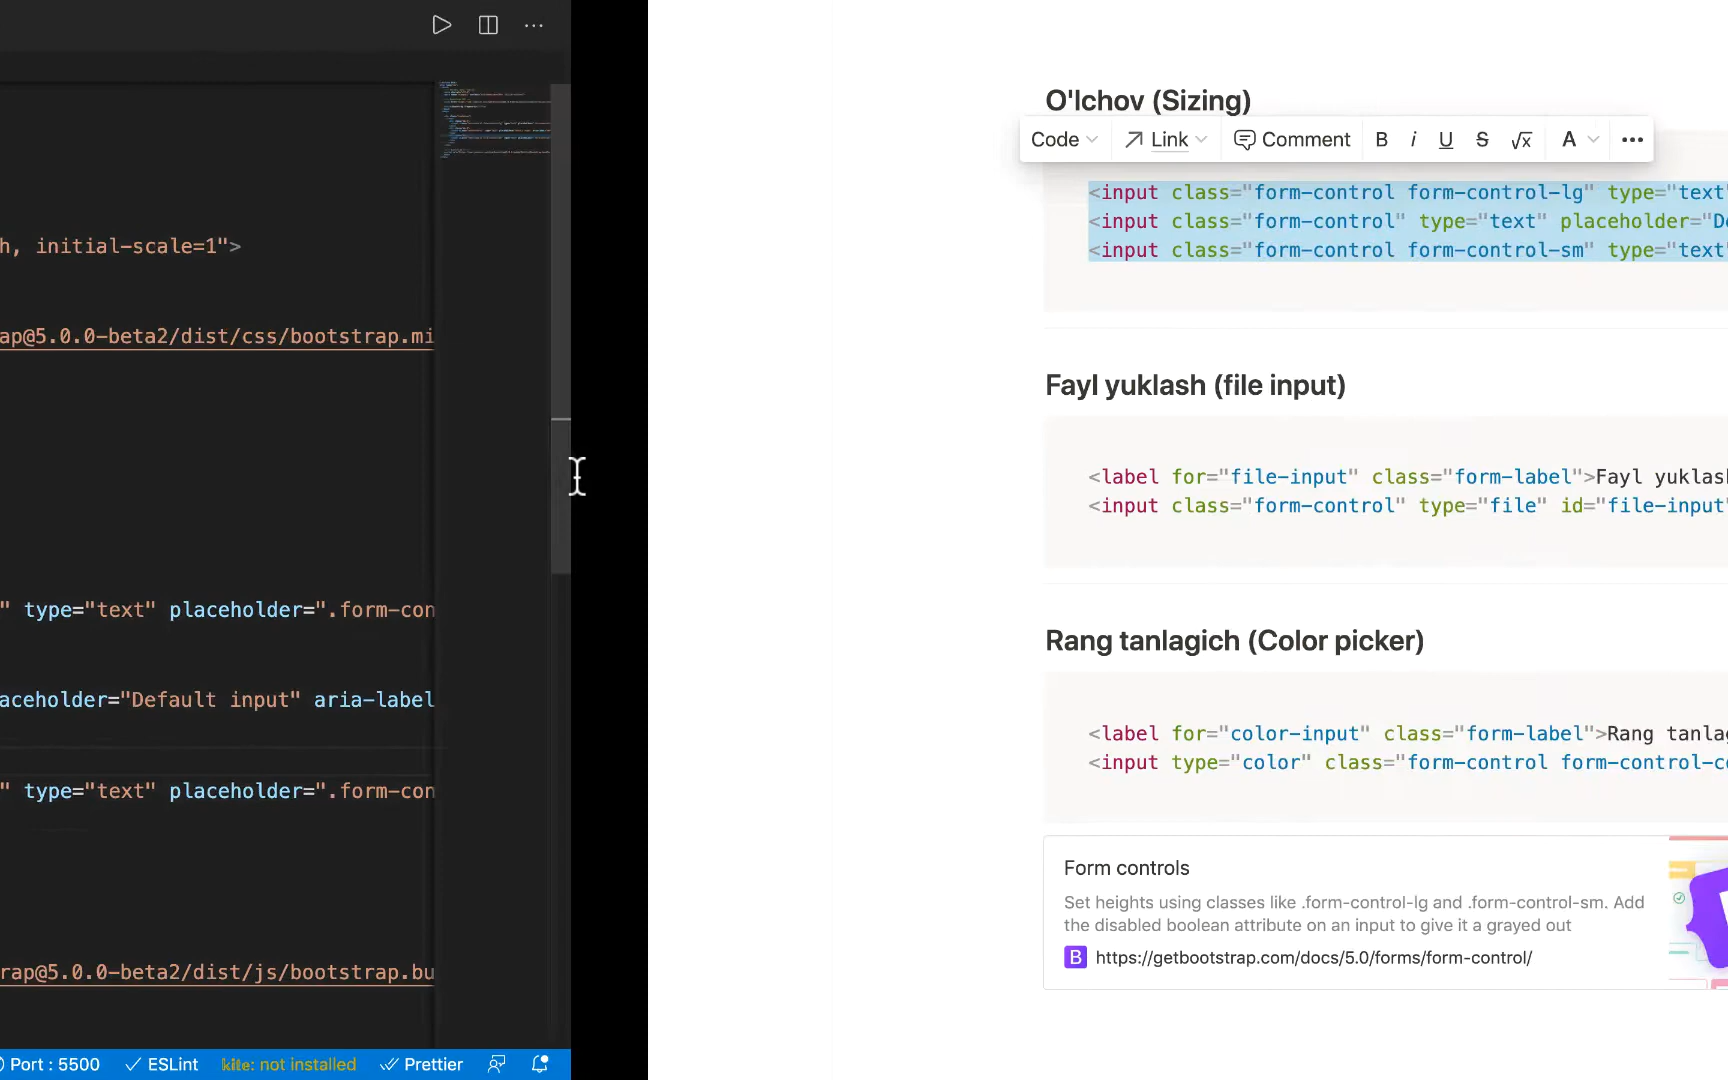 h, initial-scale=1">
ap@5.0.0-beta2/dist/css/bootstrap.mi
" type="text" placeholder=".form-con
aceholder="Default input" aria-label
" type="text" placeholder=".form-con
rap@5.0.0-beta2/dist/js/bootstrap.bu
Port : 5500 ESLint kite: not installed Prettier
O'lchov (Sizing)
Code Link Comment B i U S √x A •••
<input class="form-control form-control-lg" type="text"
<input class="form-control" type="text" placeholder="De
<input class="form-control form-control-sm" type="text"
Fayl yuklash (file input)
<label for="file-input" class="form-label">Fayl yuklash
<input class="form-control" type="file" id="file-input"
Rang tanlagich (Color picker)
<label for="color-input" class="form-label">Rang tanlag
<input type="color" class="form-control form-control-co
Form controls
Set heights using classes like .form-control-lg and .form-control-sm. Add
the disabled boolean attribute on an input to give it a grayed out
B https://getbootstrap.com/docs/5.0/forms/form-control/